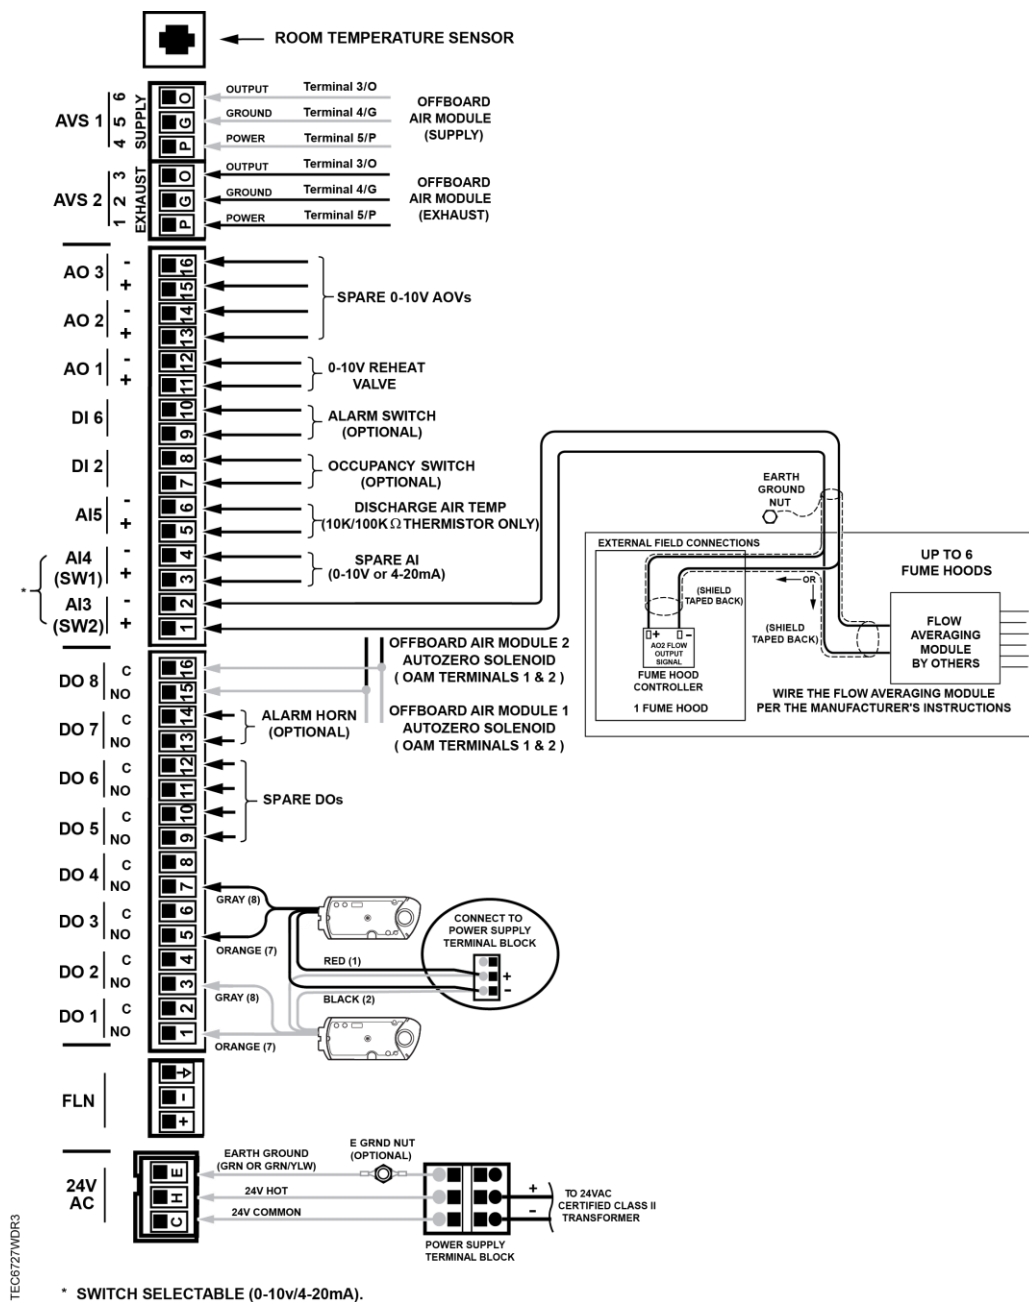 ROOM TEMPERATURE SENSOR
AVS 1
4 5 6
SUPPLY
O
G
P
OUTPUT
Terminal 3/O
GROUND
Terminal 4/G
POWER
Terminal 5/P
OFFBOARD
AIR MODULE
(SUPPLY)
AVS 2
1 2 3
EXHAUST
O
G
P
OUTPUT
Terminal 3/O
GROUND
Terminal 4/G
POWER
Terminal 5/P
OFFBOARD
AIR MODULE
(EXHAUST)
AO 3
-
+
16
15
AO 2
-
+
14
13
SPARE 0-10V AOVs
AO 1
-
+
12
11
0-10V REHEAT
VALVE
DI 6
10
9
ALARM SWITCH
(OPTIONAL)
DI 2
8
7
OCCUPANCY SWITCH
(OPTIONAL)
AI5
-
+
6
5
DISCHARGE AIR TEMP
(10K/100K Ω THERMISTOR ONLY)
*
AI4
(SW1)
-
+
4
3
SPARE AI
(0-10V or 4-20mA)
AI3
(SW2)
-
+
2
1
EARTH
GROUND
NUT
EXTERNAL FIELD CONNECTIONS
UP TO 6
FUME HOODS
OR
(SHIELD
TAPED BACK)
(SHIELD
TAPED BACK)
FLOW
AVERAGING
MODULE
BY OTHERS
+
-
AO2 FLOW
OUTPUT
SIGNAL
FUME HOOD
CONTROLLER
1 FUME HOOD
WIRE THE FLOW AVERAGING MODULE
PER THE MANUFACTURER'S INSTRUCTIONS
OFFBOARD AIR MODULE 2
AUTOZERO SOLENOID
( OAM TERMINALS 1 & 2 )
OFFBOARD AIR MODULE 1
AUTOZERO SOLENOID
( OAM TERMINALS 1 & 2 )
DO 8
C
NO
16
15
DO 7
C
NO
14
13
ALARM HORN
(OPTIONAL)
DO 6
C
NO
12
11
DO 5
C
NO
10
9
SPARE DOs
DO 4
C
NO
8
7
GRAY (8)
DO 3
C
NO
6
5
ORANGE (7)
DO 2
C
NO
4
3
GRAY (8)
DO 1
C
NO
2
1
ORANGE (7)
RED (1)
BLACK (2)
CONNECT TO
POWER SUPPLY
TERMINAL BLOCK
+
-
FLN
-
+
24V
AC
E
H
C
EARTH GROUND
(GRN OR GRN/YLW)
E GRND NUT
(OPTIONAL)
24V HOT
24V COMMON
+
-
TO 24VAC
CERTIFIED CLASS II
TRANSFORMER
POWER SUPPLY
TERMINAL BLOCK
TEC6727WDR3
* SWITCH SELECTABLE (0-10v/4-20mA).